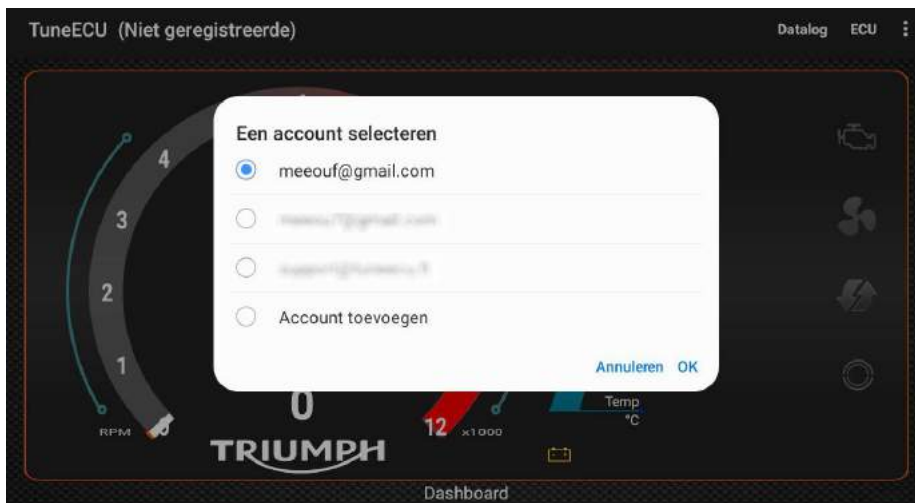 TuneECU (Niet geregistreerde)
Datalog ECU
Een account selecteren
meeouf@gmail.com
Account toevoegen
Annuleren OK
4
3
2
1
0
RPM
TRIUMPH
12 x1000
Temp
°C
Dashboard